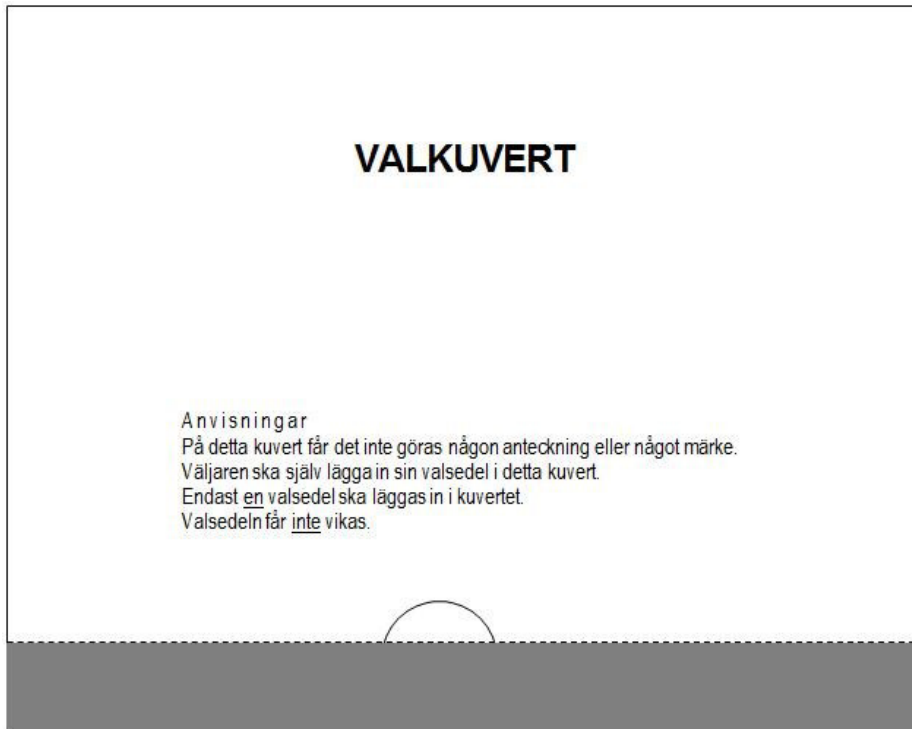 VALKUVERT
Anvisningar
På detta kuvert får det inte göras någon anteckning eller något märke.
Väljaren ska själv lägga in sin valsedel i detta kuvert.
Endast en valsedel ska läggas in i kuvertet.
Valsedeln får inte vikas.